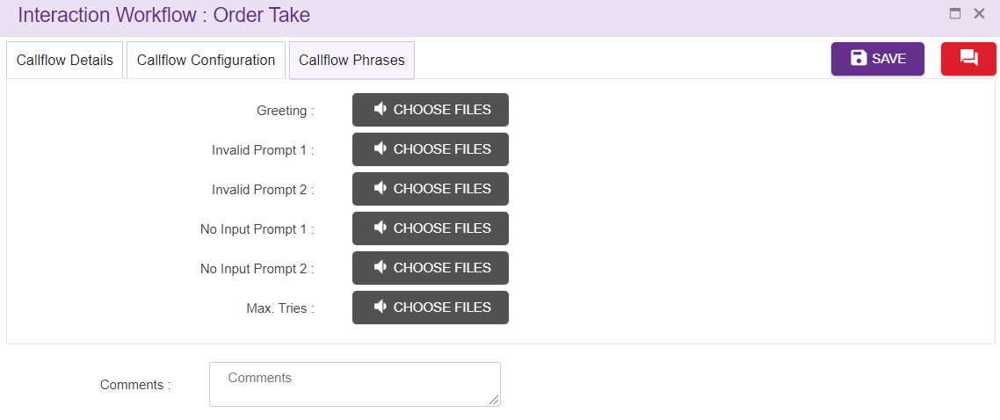 Interaction Workflow : Order Take
Callflow Details Callflow Configuration Callflow Phrases SAVE
Greeting : CHOOSE FILES
Invalid Prompt 1 : CHOOSE FILES
Invalid Prompt 2 : CHOOSE FILES
No Input Prompt 1 : CHOOSE FILES
No Input Prompt 2 : CHOOSE FILES
Max. Tries : CHOOSE FILES
Comments : Comments